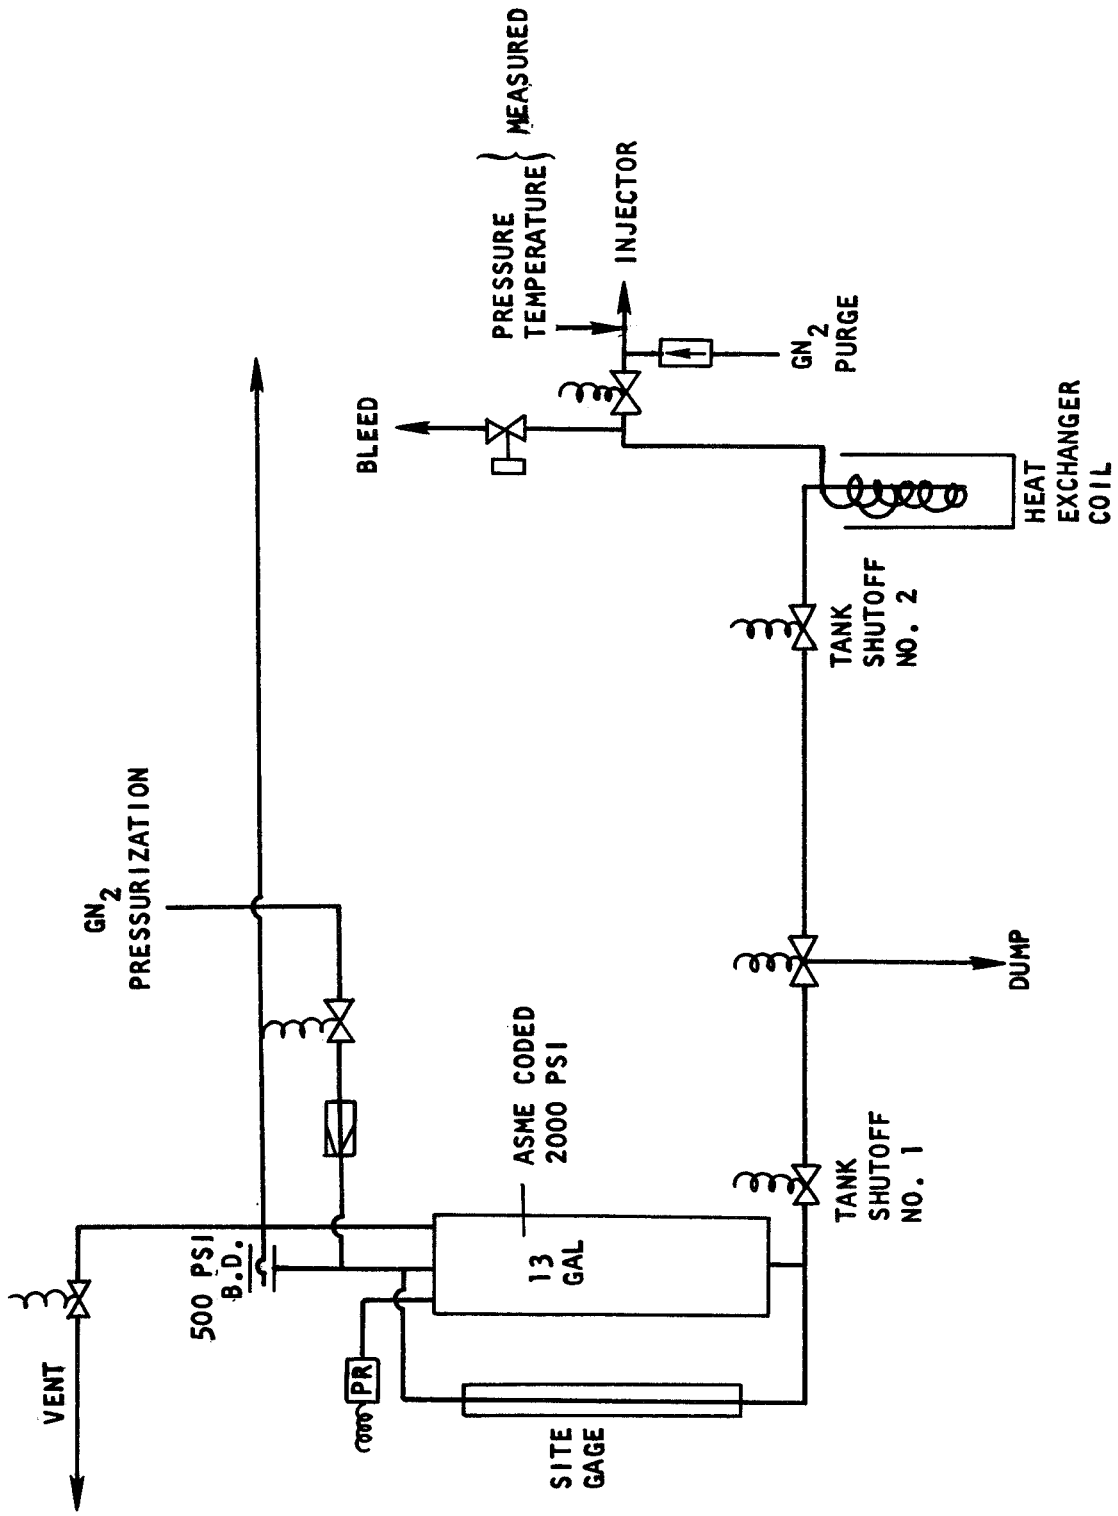 VENT
500 PSI
B.D.
GN2
PRESSURIZATION
PR
SITE
GAGE
13
GAL
ASME CODED
2000 PSI
TANK
SHUTOFF
NO. 1
DUMP
TANK
SHUTOFF
NO. 2
HEAT
EXCHANGER
COIL
BLEED
GN2
PURGE
INJECTOR
PRESSURE
TEMPERATURE
MEASURED